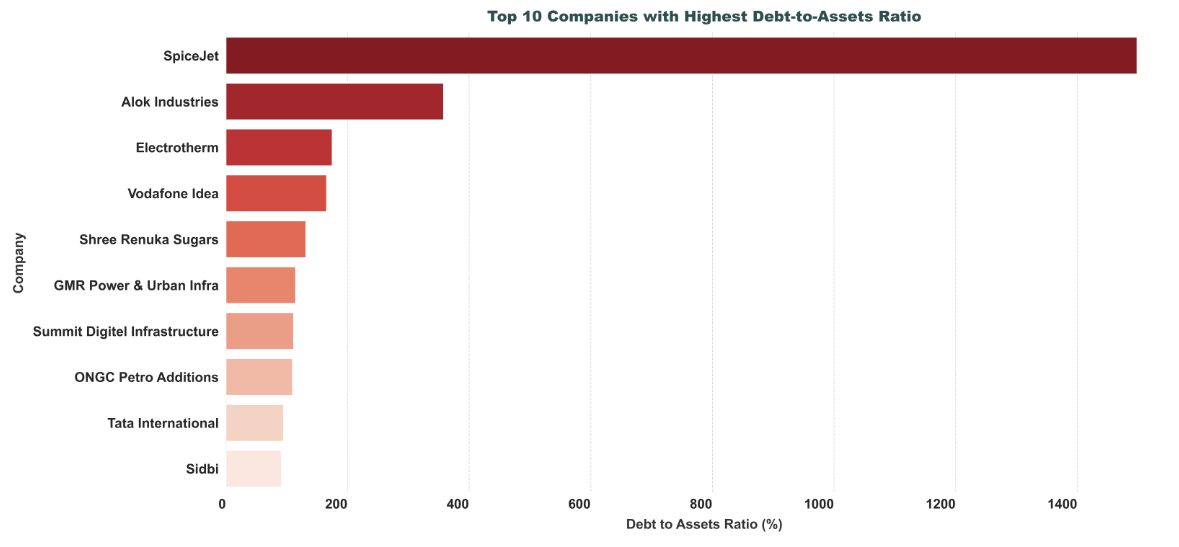 Top 10 Companies with Highest Debt-to-Assets Ratio
SpiceJet
Alok Industries
Electrotherm
Vodafone Idea
Shree Renuka Sugars
GMR Power & Urban Infra
Summit Digitel Infrastructure
ONGC Petro Additions
Tata International
Sidbi
Company
0 200 400 600 800 1000 1200 1400
Debt to Assets Ratio (%)